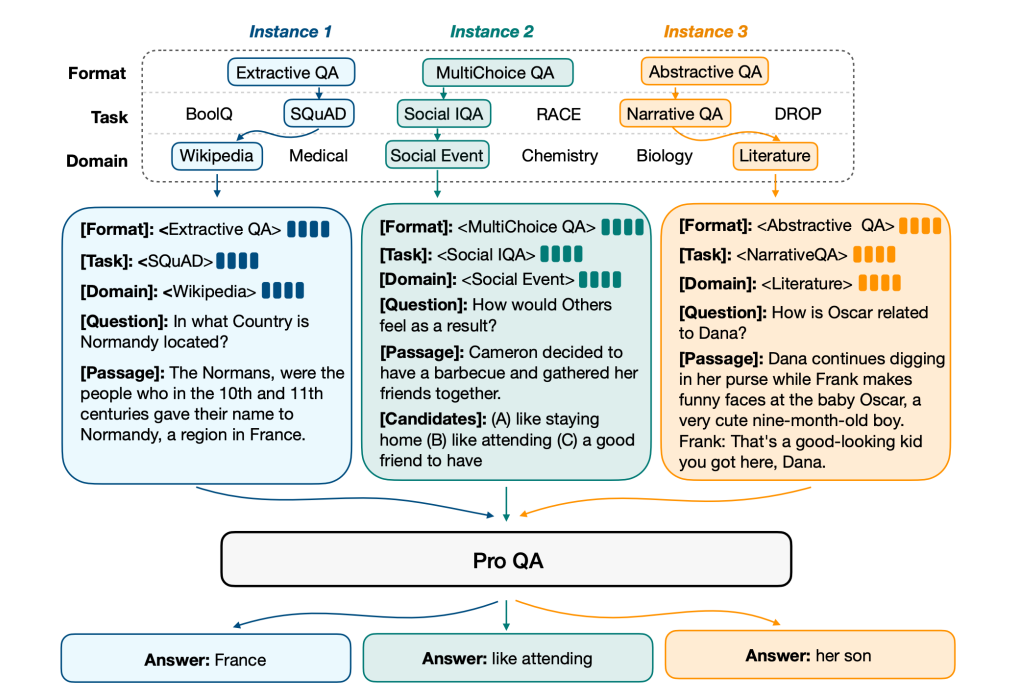 Instance 1 Instance 2 Instance 3
Format Extractive QA MultiChoice QA Abstractive QA
Task BoolQ SQuAD Social IQA RACE Narrative QA DROP
Domain Wikipedia Medical Social Event Chemistry Biology Literature
[Format]: <Extractive QA>
[Task]: <SQuAD>
[Domain]: <Wikipedia>
[Question]: In what Country is
Normandy located?
[Passage]: The Normans, were the
people who in the 10th and 11th
centuries gave their name to
Normandy, a region in France.
[Format]: <MultiChoice QA>
[Task]: <Social IQA>
[Domain]: <Social Event>
[Question]: How would Others
feel as a result?
[Passage]: Cameron decided to
have a barbecue and gathered her
friends together.
[Candidates]: (A) like staying
home (B) like attending (C) a good
friend to have
[Format]: <Abstractive QA>
[Task]: <NarrativeQA>
[Domain]: <Literature>
[Question]: How is Oscar related
to Dana?
[Passage]: Dana continues digging
in her purse while Frank makes
funny faces at the baby Oscar, a
very cute nine-month-old boy.
Frank: That's a good-looking kid
you got here, Dana.
Pro QA
Answer: France
Answer: like attending
Answer: her son